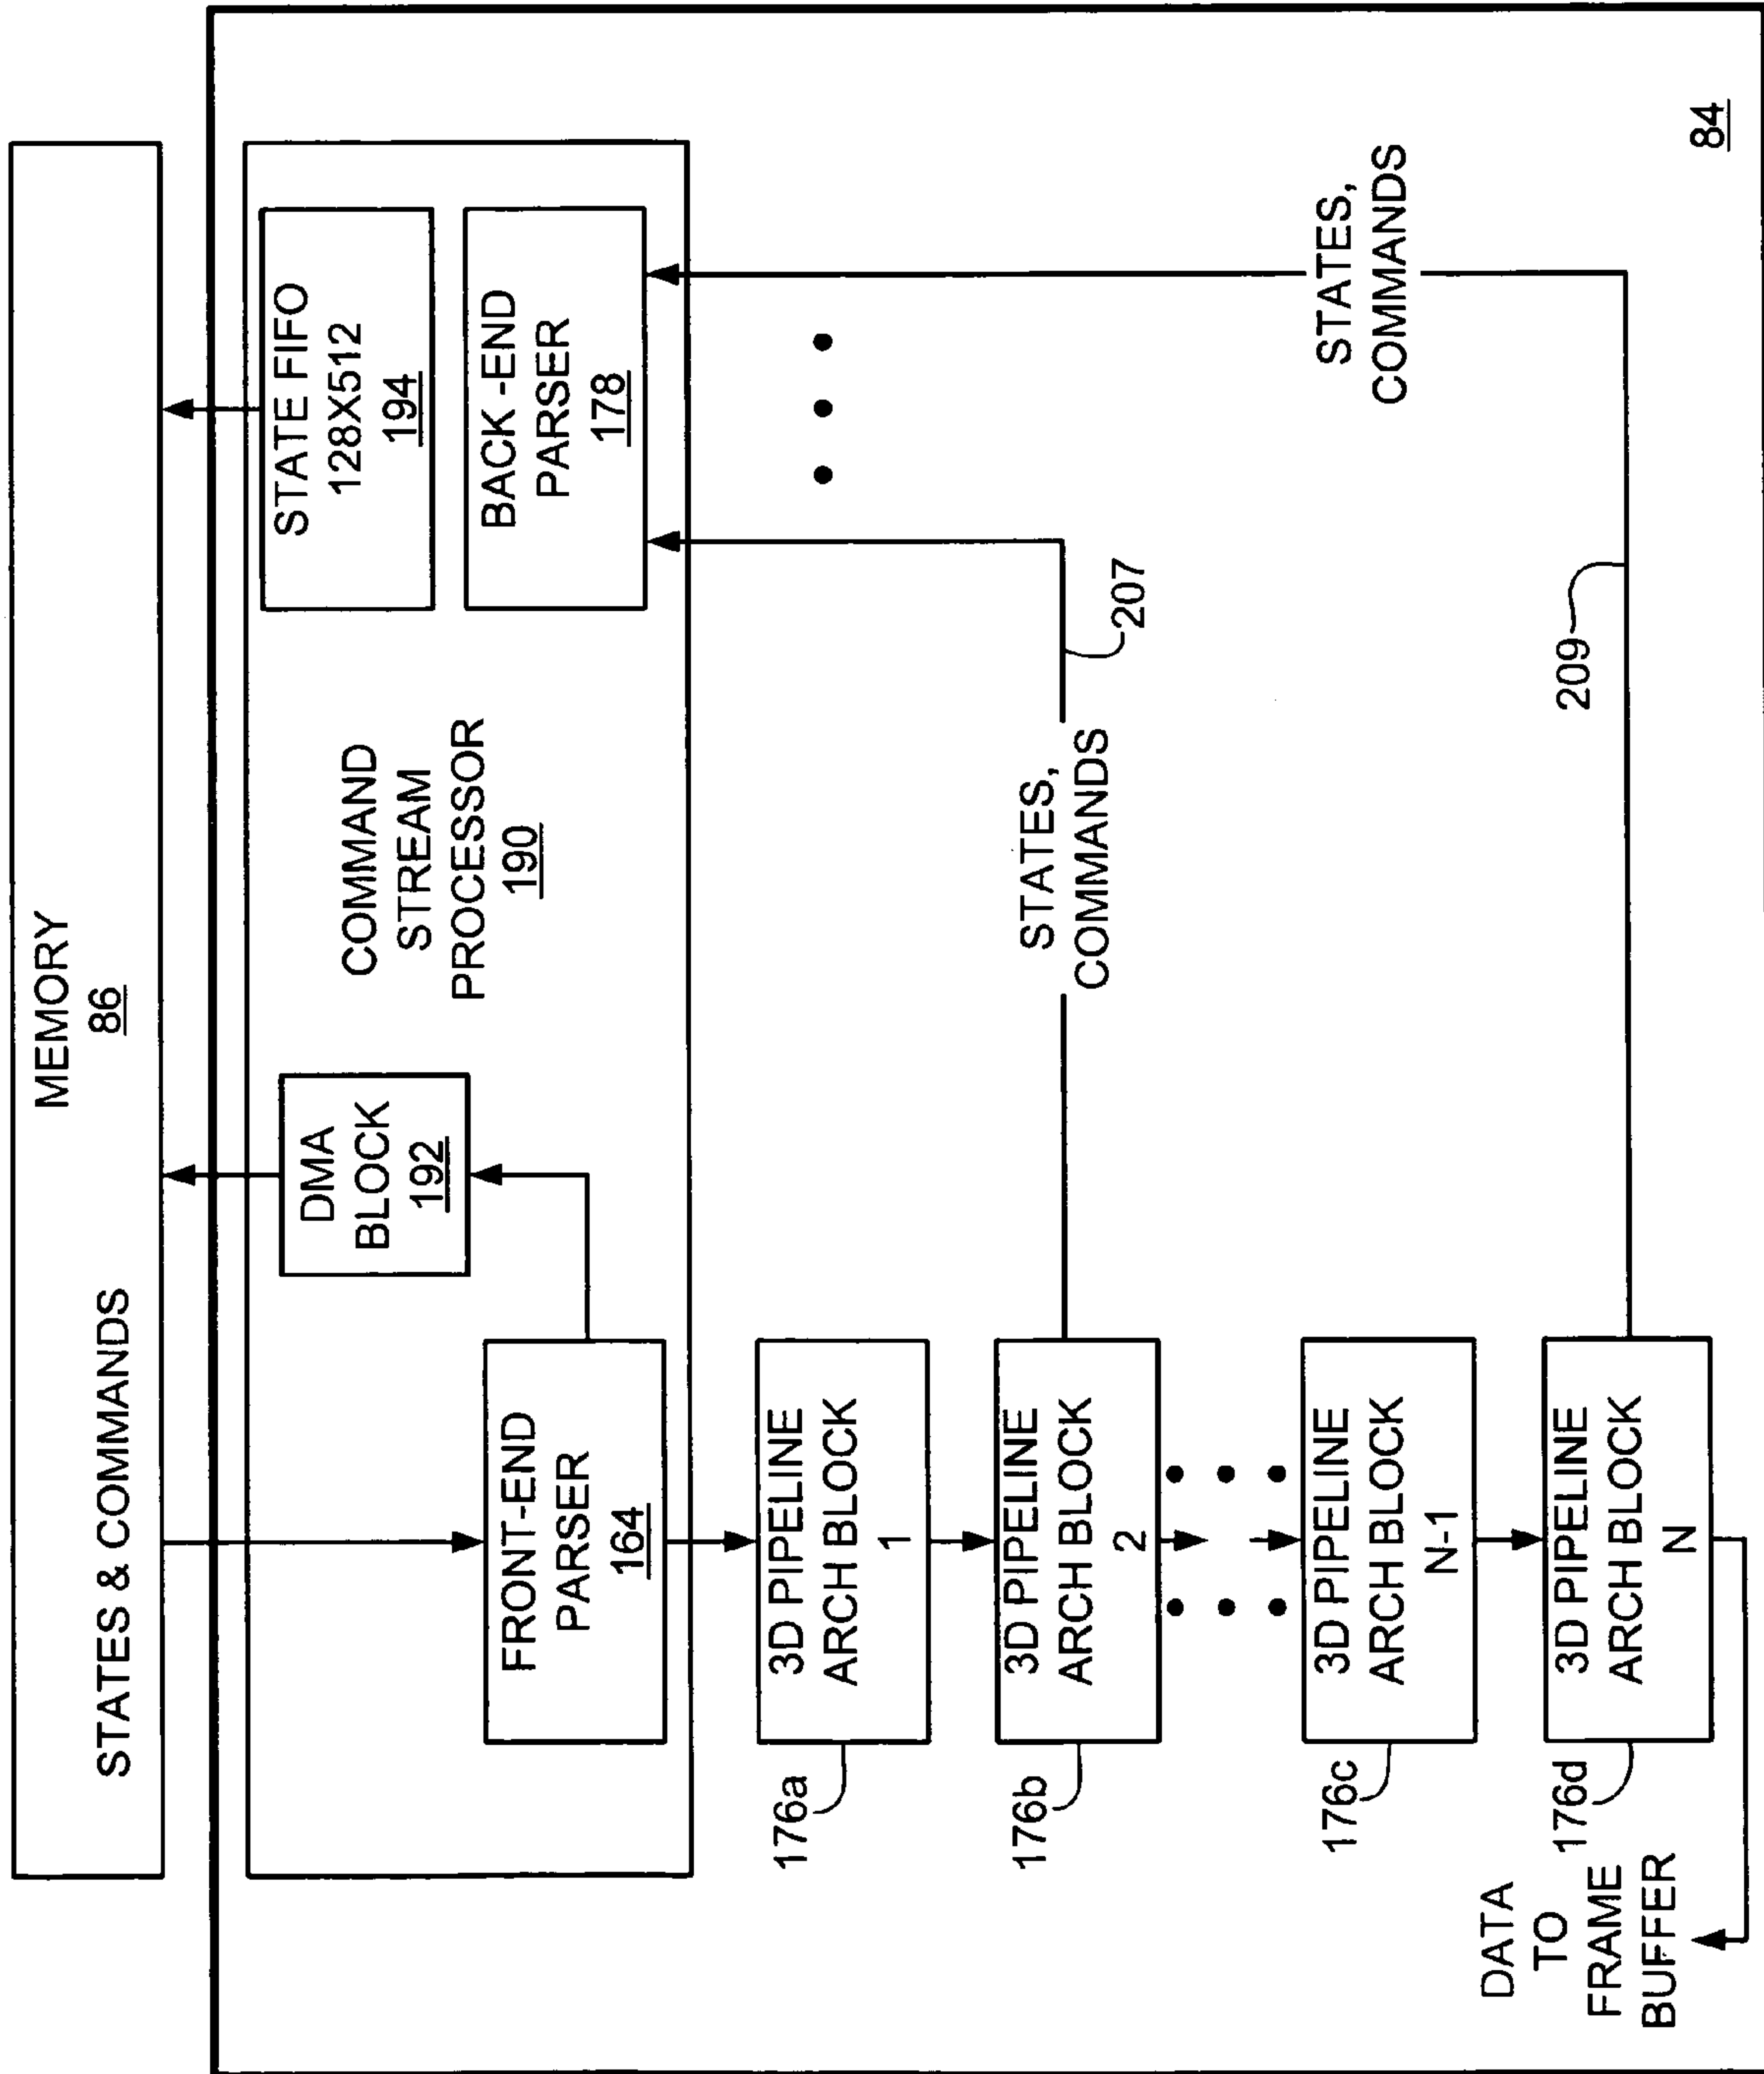 MEMORY
86
STATES & COMMANDS
DMA
BLOCK
192
COMMAND
STREAM
PROCESSOR
190
STATE FIFO
128X512
194
BACK-END
PARSER
178
FRONT-END
PARSER
164
3D PIPELINE
ARCH BLOCK
1
176a
3D PIPELINE
ARCH BLOCK
2
176b
STATES,
COMMANDS
207
3D PIPELINE
ARCH BLOCK
N-1
176c
3D PIPELINE
ARCH BLOCK
N
176d
209
STATES,
COMMANDS
DATA
TO
FRAME
BUFFER
84